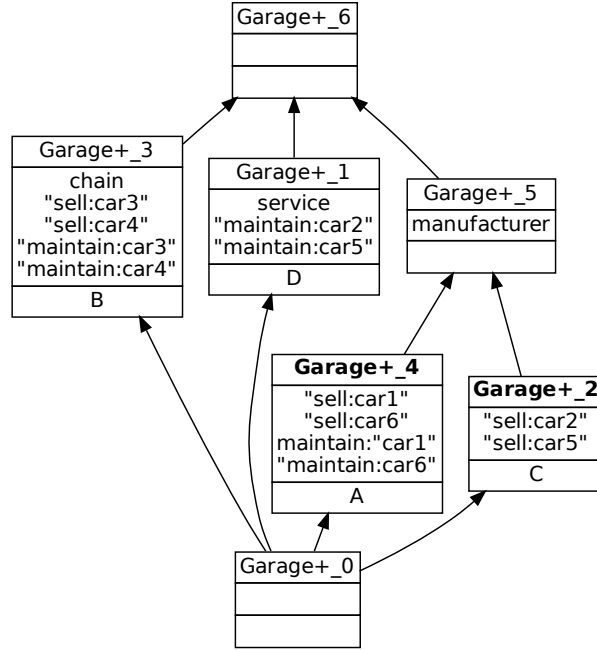 Garage+_6
Garage+_3
chain
"sell:car3"
"sell:car4"
"maintain:car3"
"maintain:car4"
B
Garage+_1
service
"maintain:car2"
"maintain:car5"
D
Garage+_5
manufacturer
Garage+_4
"sell:car1"
"sell:car6"
maintain:"car1"
"maintain:car6"
A
Garage+_2
"sell:car2"
"sell:car5"
C
Garage+_0